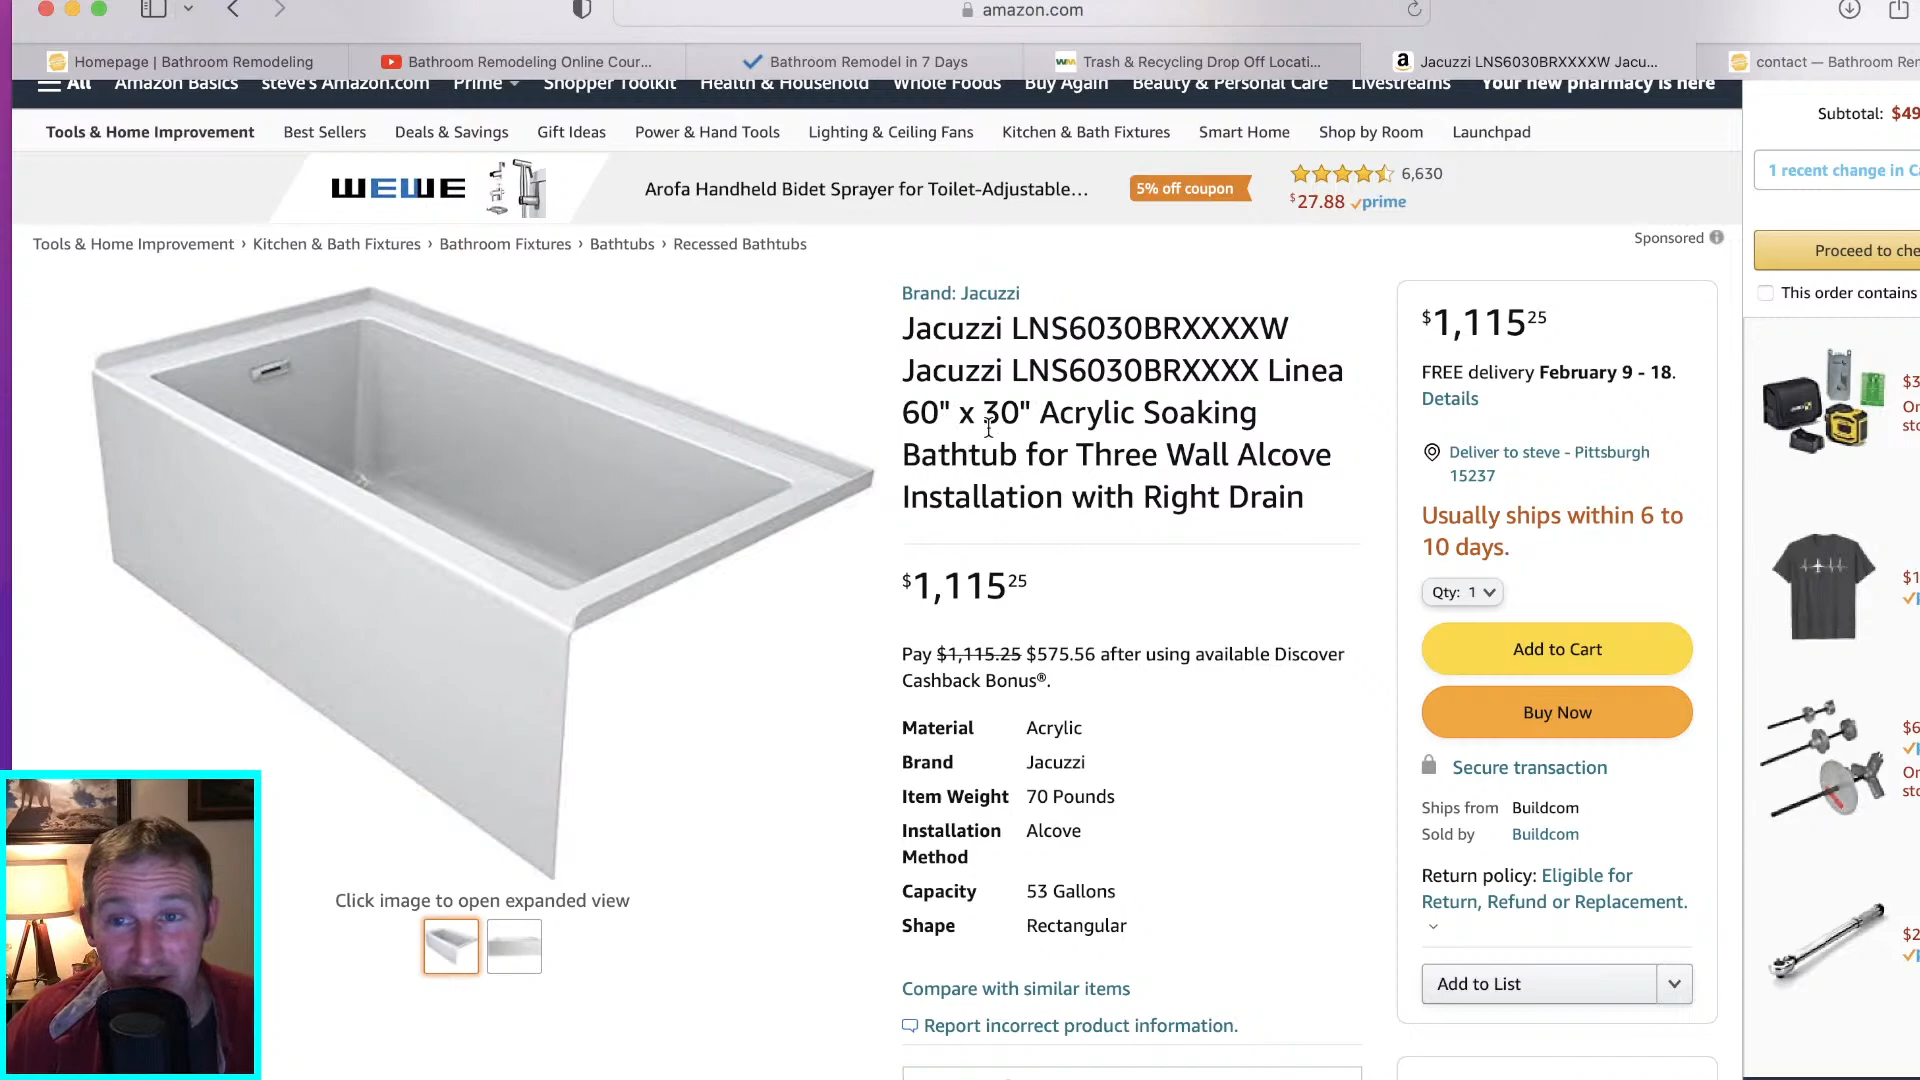 amazon.com
Homepage | Bathroom Remodeling
Bathroom Remodeling Online Cour...
Bathroom Remodel in 7 Days
Trash & Recycling Drop Off Locati...
Jacuzzi LNS6030BRXXXXW Jacu...
contact — Bathroom Re
All Amazon Basics steve's Amazon.com Prime Shopper Toolkit Health & Household Whole Foods Buy Again Beauty & Personal Care Livestreams Your new pharmacy is here
Tools & Home Improvement Best Sellers Deals & Savings Gift Ideas Power & Hand Tools Lighting & Ceiling Fans Kitchen & Bath Fixtures Smart Home Shop by Room Launchpad
WEWE
Arofa Handheld Bidet Sprayer for Toilet-Adjustable...
5% off coupon
6,630
$27.88 prime
Sponsored
Tools & Home Improvement › Kitchen & Bath Fixtures › Bathroom Fixtures › Bathtubs › Recessed Bathtubs
Click image to open expanded view
Brand: Jacuzzi
Jacuzzi LNS6030BRXXXXW
Jacuzzi LNS6030BRXXXX Linea
60" x 30" Acrylic Soaking
Bathtub for Three Wall Alcove
Installation with Right Drain
$1,115 25
Pay $1,115.25 $575.56 after using available Discover
Cashback Bonus®.
Material Acrylic
Brand Jacuzzi
Item Weight 70 Pounds
Installation Method Alcove
Capacity 53 Gallons
Shape Rectangular
Compare with similar items
Report incorrect product information.
$1,115 25
FREE delivery February 9 - 18.
Details
Deliver to steve - Pittsburgh
15237
Usually ships within 6 to
10 days.
Qty: 1
Add to Cart
Buy Now
Secure transaction
Ships from Buildcom
Sold by Buildcom
Return policy: Eligible for
Return, Refund or Replacement.
Add to List
Subtotal: $49
1 recent change in Ca
Proceed to che
This order contains
$3
On
sto
$1
$6
On
sto
$2